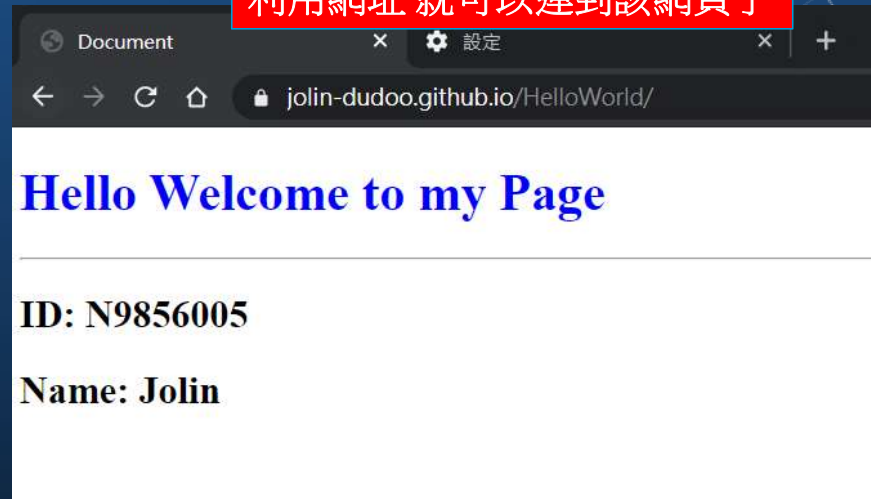 利用網址 就可以連到該網頁了
Document
設定
jolin-dudoo.github.io/HelloWorld/
Hello Welcome to my Page
ID: N9856005
Name: Jolin